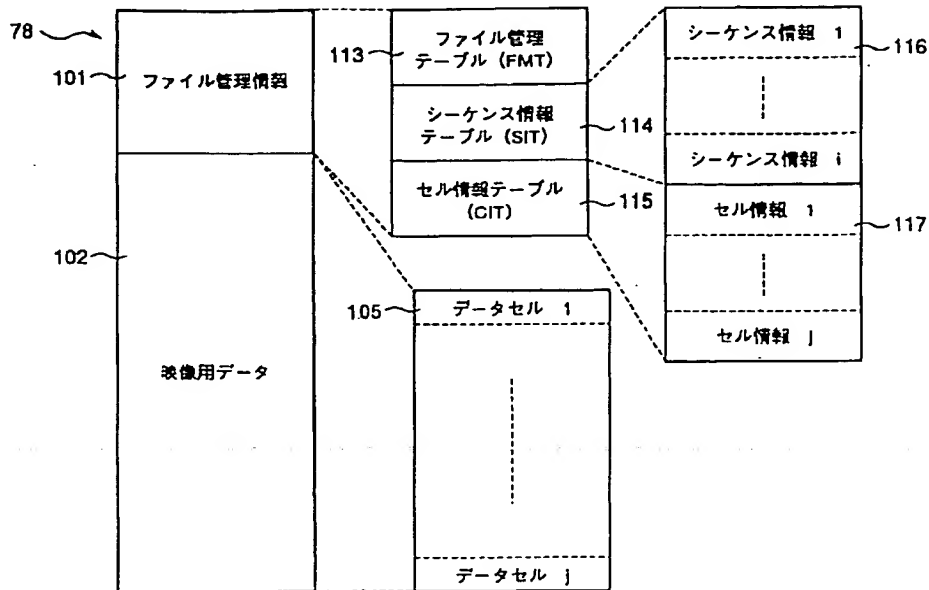 78
101
ファイル管理情報
102
映像用データ
113
ファイル管理
テーブル (FMT)
シーケンス情報
テーブル (SIT)
114
セル情報テーブル
(CIT)
115
シーケンス情報 1
116
シーケンス情報 i
セル情報 1
117
セル情報 j
105
データセル 1
データセル j